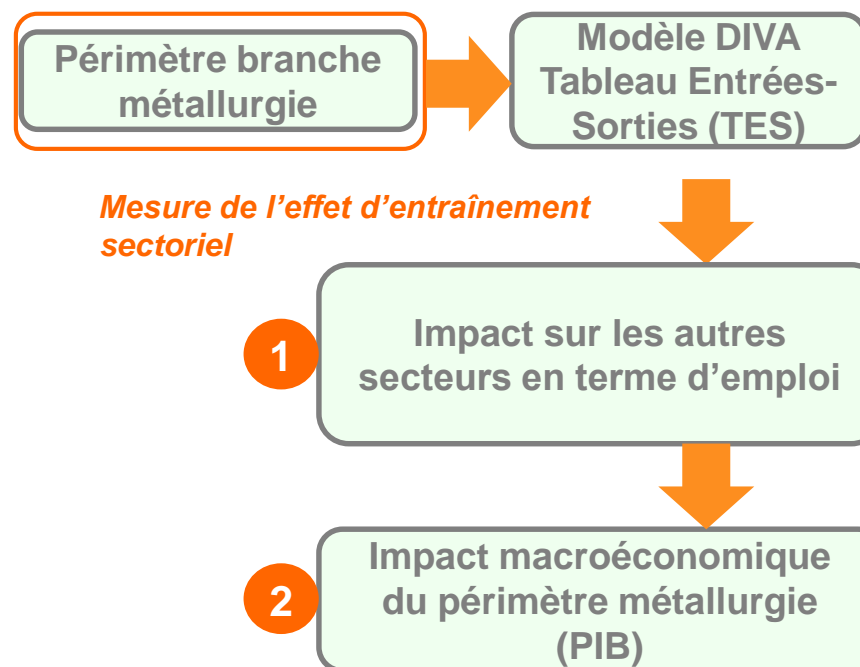 Périmètre branche
métallurgie
Modèle DIVA
Tableau Entrées-
Sorties (TES)
Mesure de l’effet d’entraînement
sectoriel
1
Impact sur les autres
secteurs en terme d’emploi
2
Impact macroéconomique
du périmètre métallurgie
(PIB)